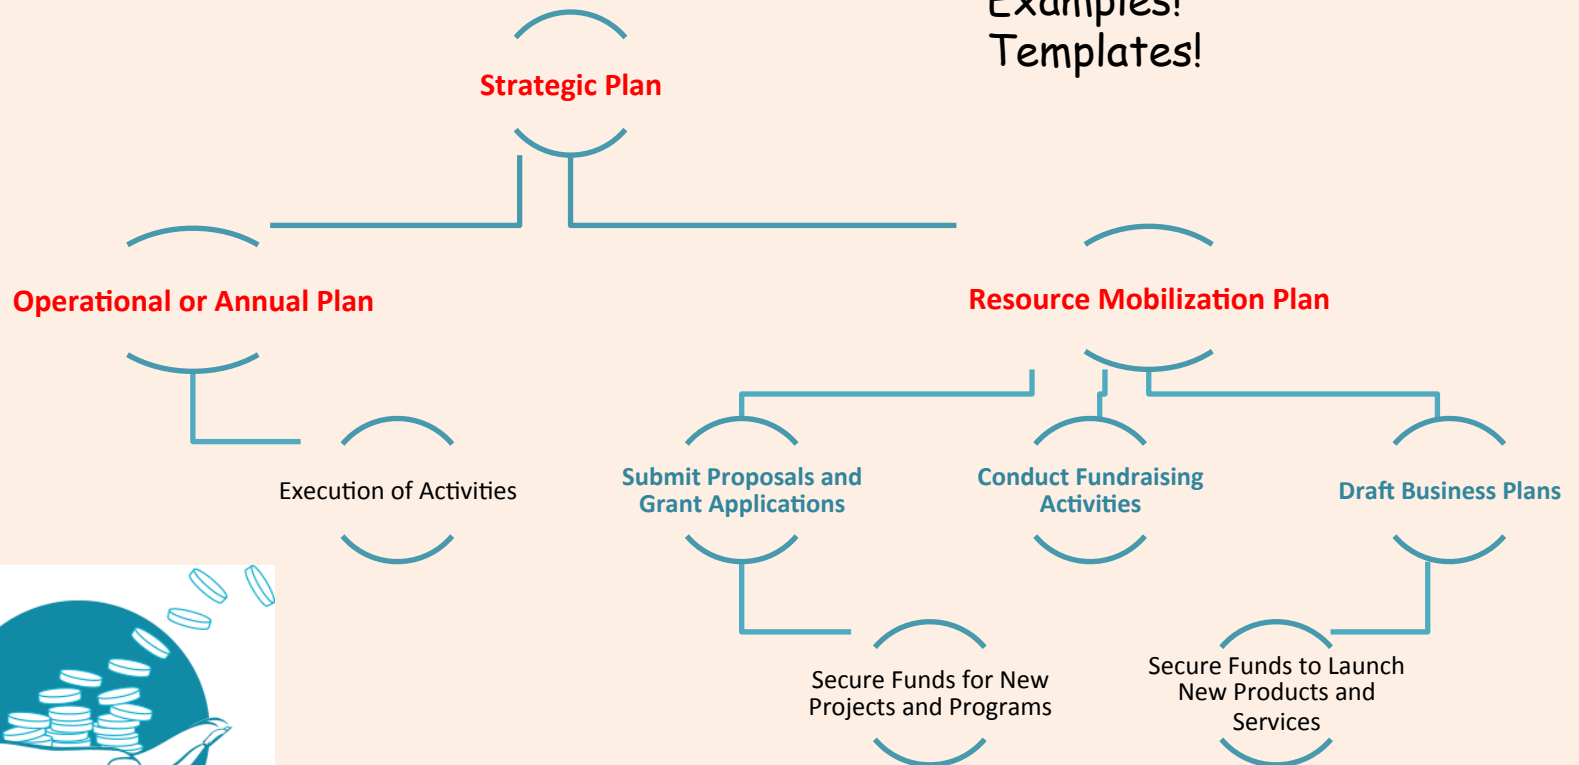 Examples!
Templates!
Strategic Plan
Operational or Annual Plan
Resource Mobilization Plan
Execution of Activities
Submit Proposals and
Grant Applications
Conduct Fundraising
Activities
Draft Business Plans
Secure Funds for New
Projects and Programs
Secure Funds to Launch
New Products and
Services